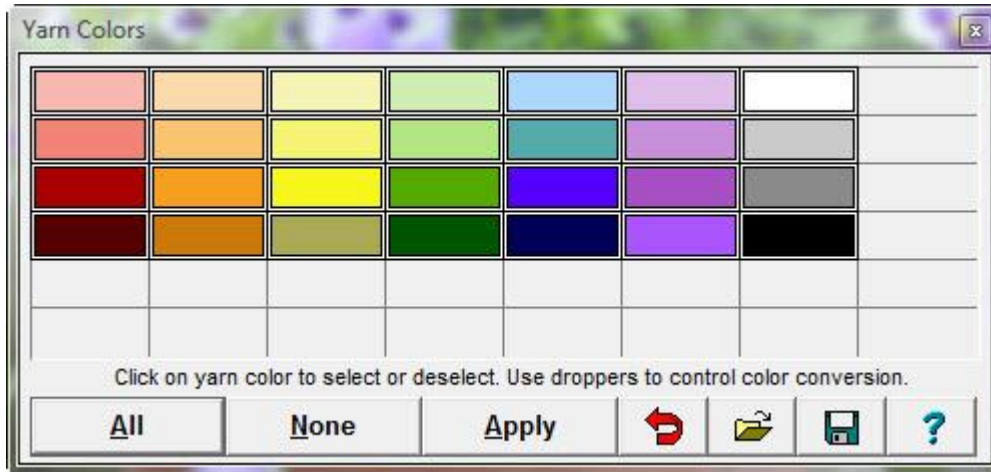 Yarn Colors
Click on yarn color to select or deselect. Use droppers to control color conversion.
All None Apply ?